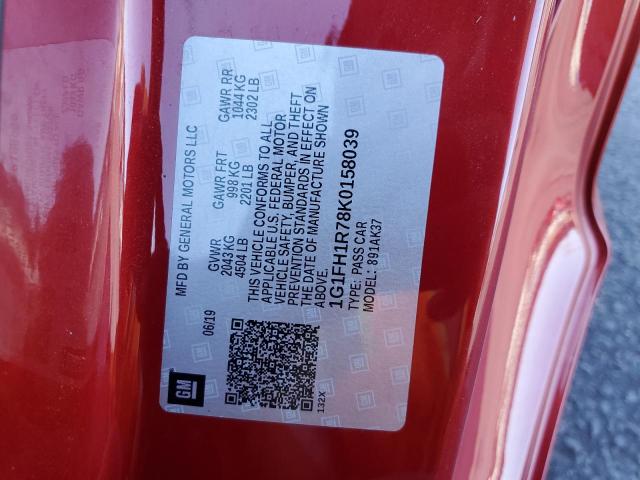 MFD BY GENERAL MOTORS LLC
06/19
GVWR GAWR FRT GAWR RR
2043 KG 998 KG 1044 KG
4504 LB 2201 LB 2302 LB
THIS VEHICLE CONFORMS TO ALL
APPLICABLE U.S. FEDERAL MOTOR
VEHICLE SAFETY, BUMPER, AND THEFT
PREVENTION STANDARDS IN EFFECT ON
THE DATE OF MANUFACTURE SHOWN
ABOVE.
1G1FH1R78K0158039
TYPE: PASS CAR
MODEL: 891AK37
GM
132X